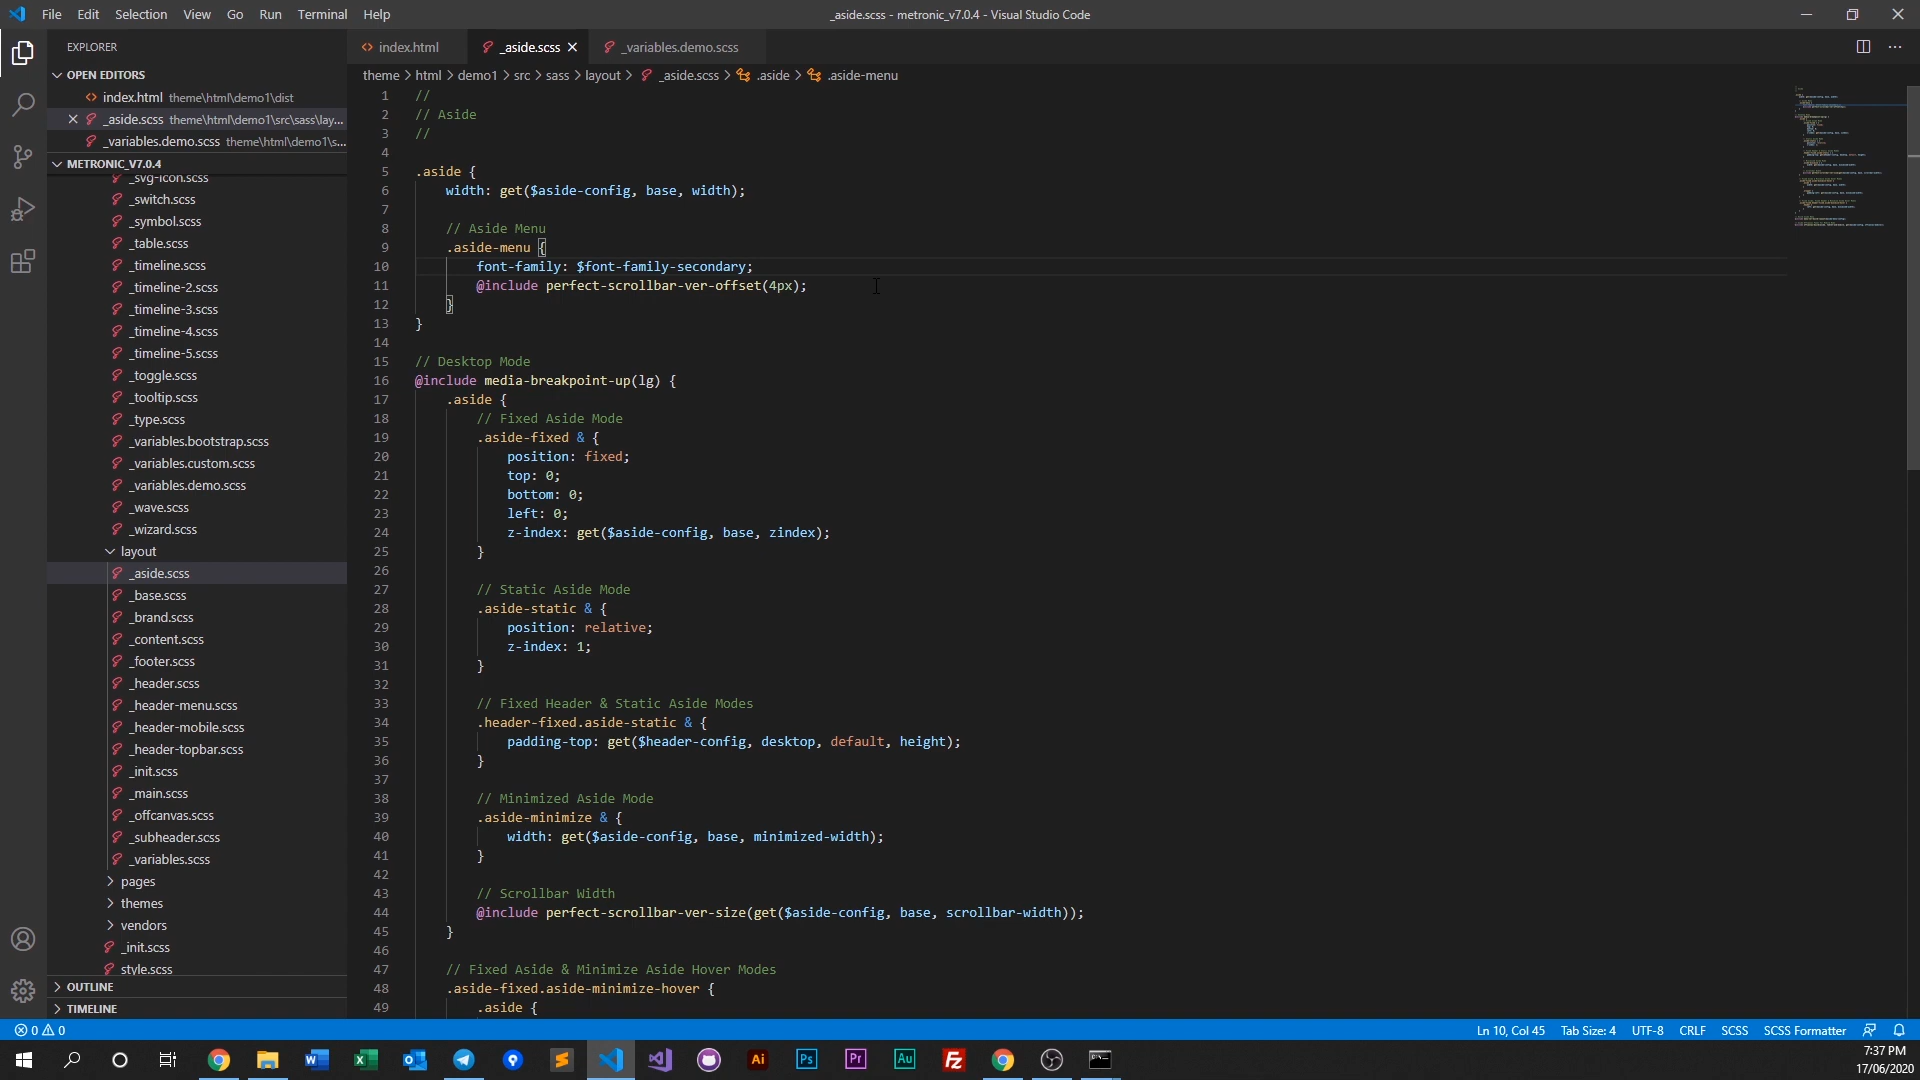 File Edit Selection View Go Run Terminal Help
_aside.scss - metronic_v7.0.4 - Visual Studio Code
EXPLORER
OPEN EDITORS
index.html theme\html\demo1\dist
_aside.scss theme\html\demo1\src\sass\lay...
_variables.demo.scss theme\html\demo1\s...
METRONIC_V7.0.4
_svg-icon.scss
_switch.scss
_symbol.scss
_table.scss
_timeline.scss
_timeline-2.scss
_timeline-3.scss
_timeline-4.scss
_timeline-5.scss
_toggle.scss
_tooltip.scss
_type.scss
_variables.bootstrap.scss
_variables.custom.scss
_variables.demo.scss
_wave.scss
_wizard.scss
layout
_aside.scss
_base.scss
_brand.scss
_content.scss
_footer.scss
_header.scss
_header-menu.scss
_header-mobile.scss
_header-topbar.scss
_init.scss
_main.scss
_offcanvas.scss
_subheader.scss
_variables.scss
pages
themes
vendors
_init.scss
style.scss
OUTLINE
TIMELINE
index.html _aside.scss _variables.demo.scss
theme > html > demo1 > src > sass > layout > _aside.scss > .aside > .aside-menu
1 //
2 // Aside
3 //
4
5 .aside {
6 width: get($aside-config, base, width);
7
8 // Aside Menu
9 .aside-menu {
10 font-family: $font-family-secondary;
11 @include perfect-scrollbar-ver-offset(4px);
12 }
13 }
14
15 // Desktop Mode
16 @include media-breakpoint-up(lg) {
17 .aside {
18 // Fixed Aside Mode
19 .aside-fixed & {
20 position: fixed;
21 top: 0;
22 bottom: 0;
23 left: 0;
24 z-index: get($aside-config, base, zindex);
25 }
26
27 // Static Aside Mode
28 .aside-static & {
29 position: relative;
30 z-index: 1;
31 }
32
33 // Fixed Header & Static Aside Modes
34 .header-fixed.aside-static & {
35 padding-top: get($header-config, desktop, default, height);
36 }
37
38 // Minimized Aside Mode
39 .aside-minimize & {
40 width: get($aside-config, base, minimized-width);
41 }
42
43 // Scrollbar Width
44 @include perfect-scrollbar-ver-size(get($aside-config, base, scrollbar-width));
45 }
46
47 // Fixed Aside & Minimize Aside Hover Modes
48 .aside-fixed.aside-minimize-hover {
49 .aside {
0 0
Ln 10, Col 45 Tab Size: 4 UTF-8 CRLF SCSS SCSS Formatter
Ai Ps Pr Au Fz
7:37 PM
17/06/2020